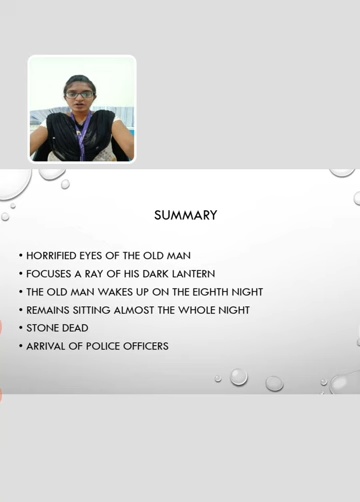 SUMMARY
• HORRIFIED EYES OF THE OLD MAN
• FOCUSES A RAY OF HIS DARK LANTERN
• THE OLD MAN WAKES UP ON THE EIGHTH NIGHT
• REMAINS SITTING ALMOST THE WHOLE NIGHT
• STONE DEAD
• ARRIVAL OF POLICE OFFICERS